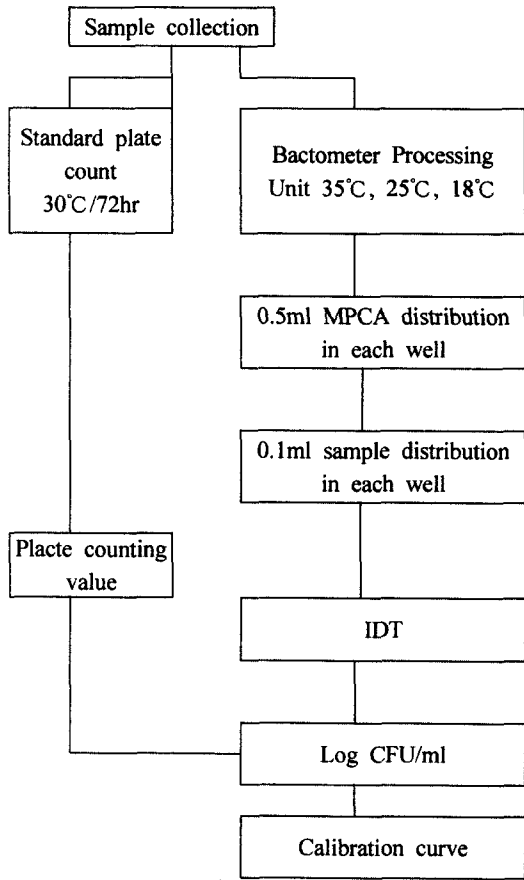 Sample collection
Standard plate
count
30℃/72hr
Bactometer Processing
Unit 35℃, 25℃, 18℃
0.5ml MPCA distribution
in each well
0.1ml sample distribution
in each well
Placte counting
value
IDT
Log CFU/ml
Calibration curve